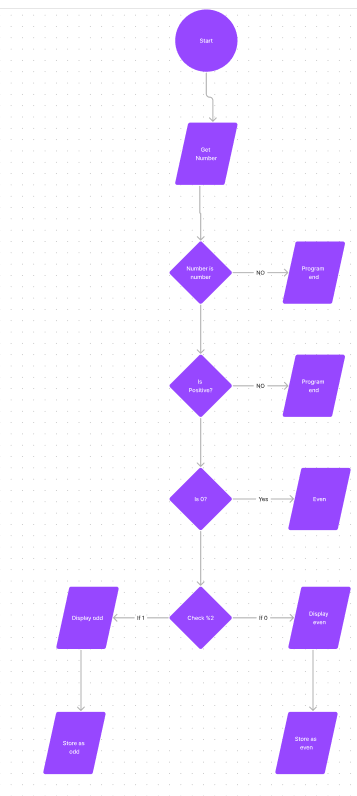 Start
Get
Number
Number is
number
NO
Program
end
Is
Positive?
NO
Program
end
Is 0?
Yes
Even
Display odd
If 1
Check %2
If 0
Display
even
Store as
odd
Store as
even